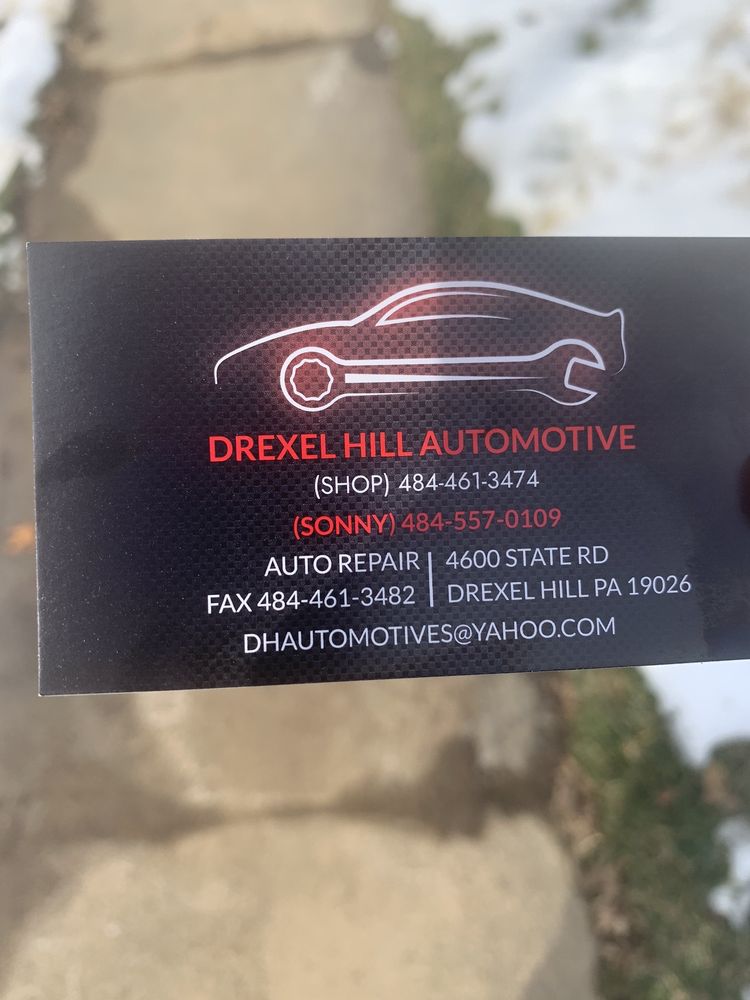 DREXEL HILL AUTOMOTIVE
(SHOP) 484-461-3474
(SONNY) 484-557-0109
AUTO REPAIR | 4600 STATE RD
FAX 484-461-3482 | DREXEL HILL PA 19026
DHAUTOMOTIVES@YAHOO.COM